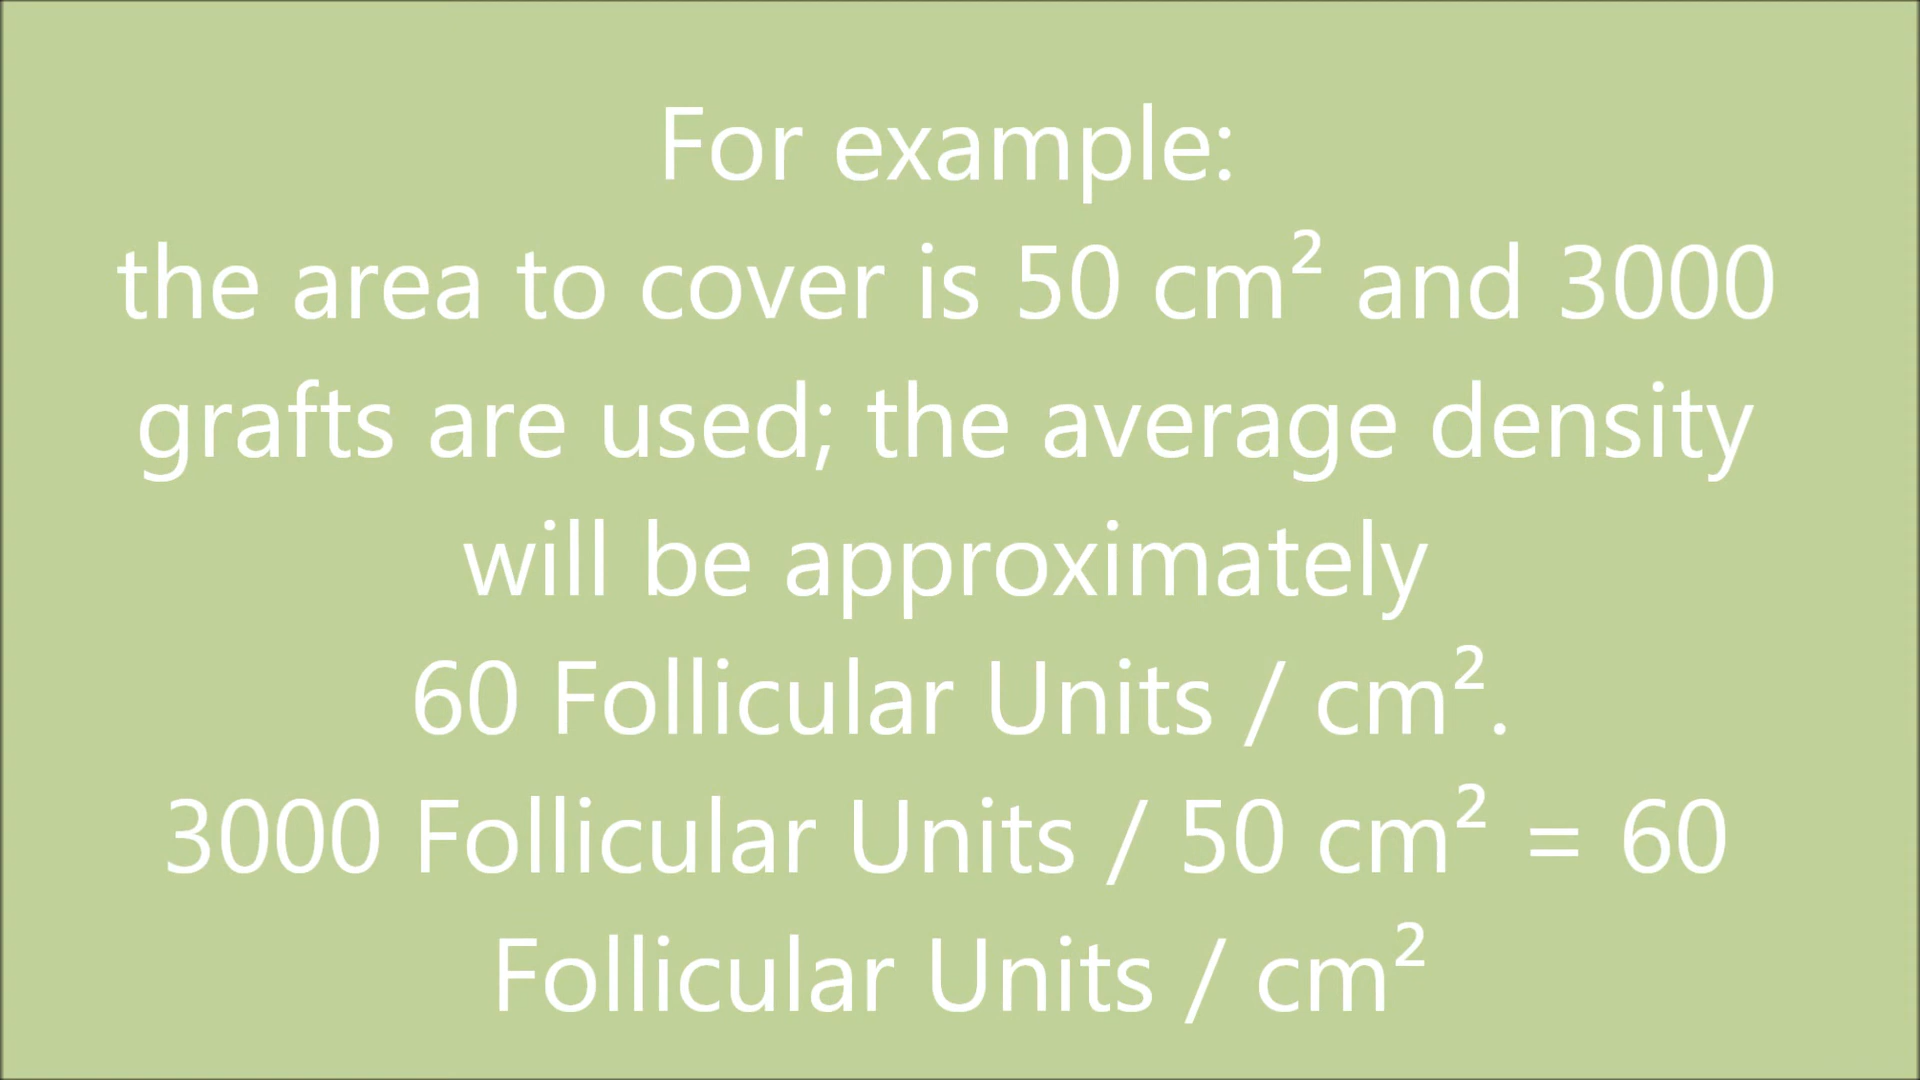 For example:
the area to cover is 50 cm² and 3000
grafts are used; the average density
will be approximately
60 Follicular Units / cm².
3000 Follicular Units / 50 cm² = 60
Follicular Units / cm²